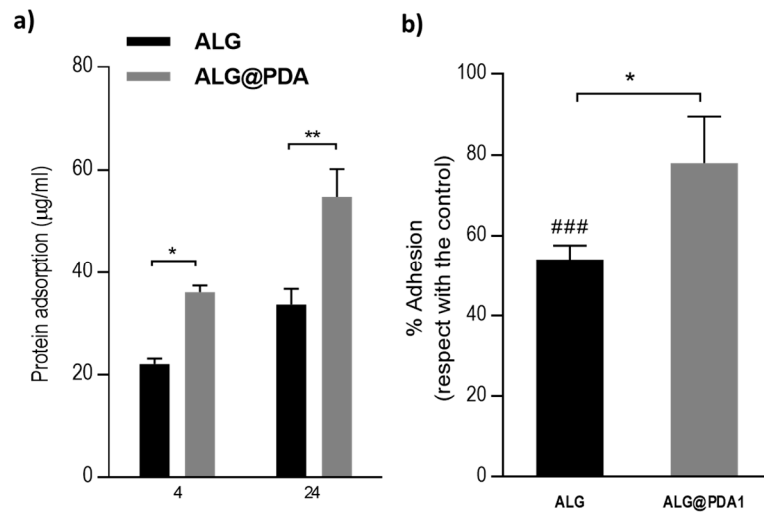 a)
ALG
ALG@PDA
Protein adsorption (µg/ml)
80
60
40
20
0
*
**
4
24
b)
% Adhesion
(respect with the control)
100
80
60
40
20
0
*
###
ALG
ALG@PDA1